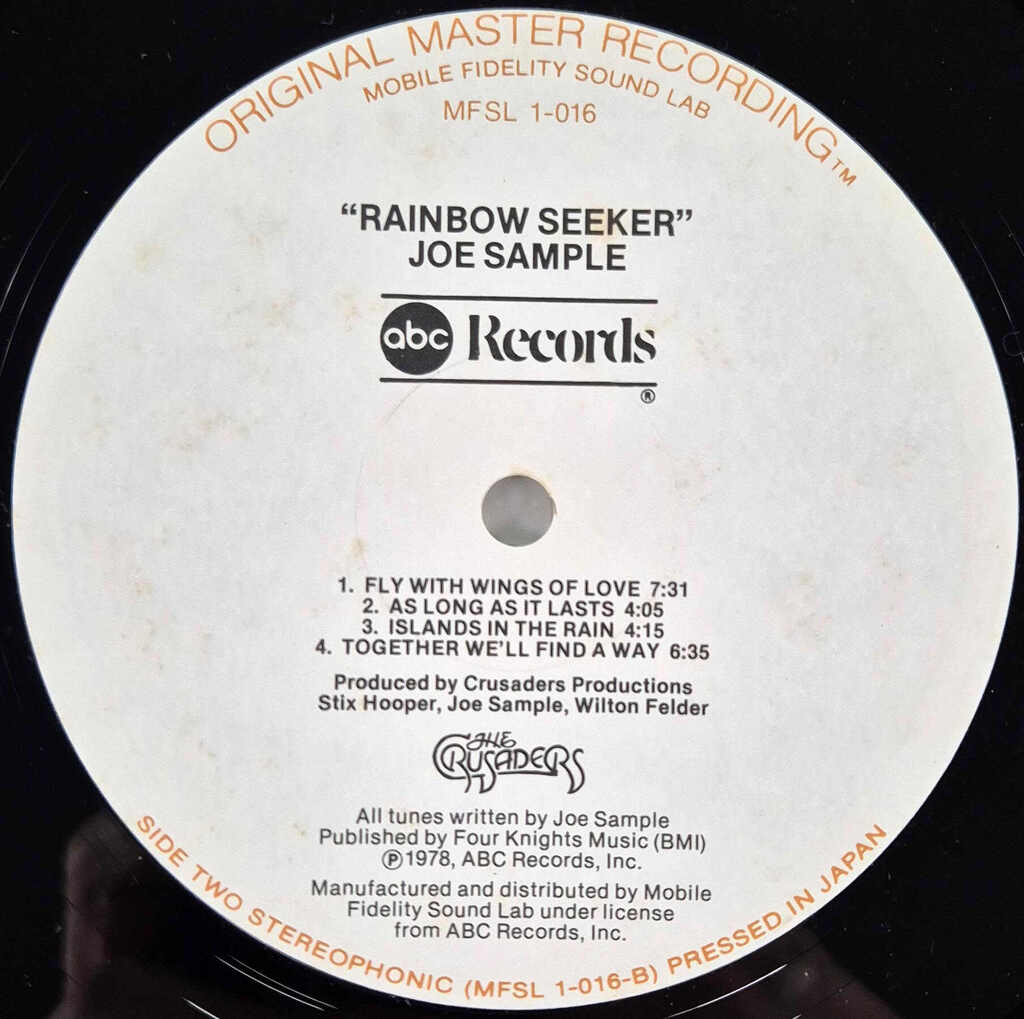 ORIGINAL MASTER RECORDING™
MOBILE FIDELITY SOUND LAB
MFSL 1-016
“RAINBOW SEEKER”
JOE SAMPLE
abc Records
®
1. FLY WITH WINGS OF LOVE 7:31
2. AS LONG AS IT LASTS 4:05
3. ISLANDS IN THE RAIN 4:15
4. TOGETHER WE'LL FIND A WAY 6:35
Produced by Crusaders Productions
Stix Hooper, Joe Sample, Wilton Felder
THE
CRUSADERS
All tunes written by Joe Sample
Published by Four Knights Music (BMI)
℗1978, ABC Records, Inc.
Manufactured and distributed by Mobile
Fidelity Sound Lab under license
from ABC Records, Inc.
SIDE TWO STEREOPHONIC (MFSL 1-016-B) PRESSED IN JAPAN